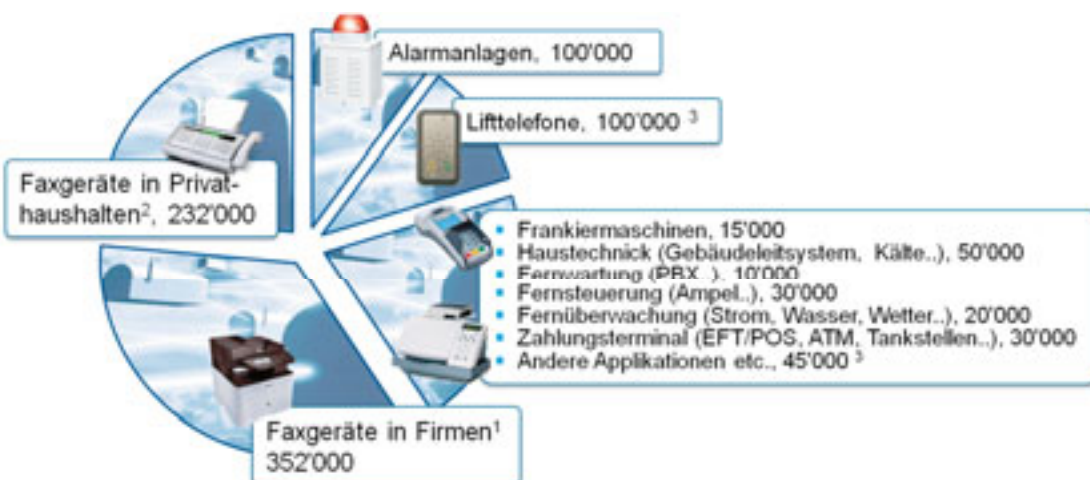 Alarmanlagen, 100'000
Lifttelefone, 100'000 ³
Faxgeräte in Privat-
haushalten², 232'000
Frankiermaschinen, 15'000
Haustechnick (Gebäudeleitsystem, Kälte..), 50'000
Fernwartung (PBX..), 10'000
Fernsteuerung (Ampel..), 30'000
Fernüberwachung (Strom, Wasser, Wetter..), 20'000
Zahlungsterminal (EFT/POS, ATM, Tankstellen..), 30'000
Andere Applikationen etc., 45'000 ³
Faxgeräte in Firmen¹
352'000